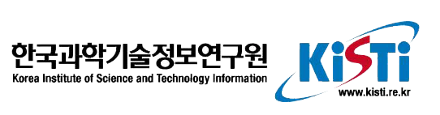 한국과학기술정보연구원
Korea Institute of Science and Technology Information
KiSTi
www.kisti.re.kr